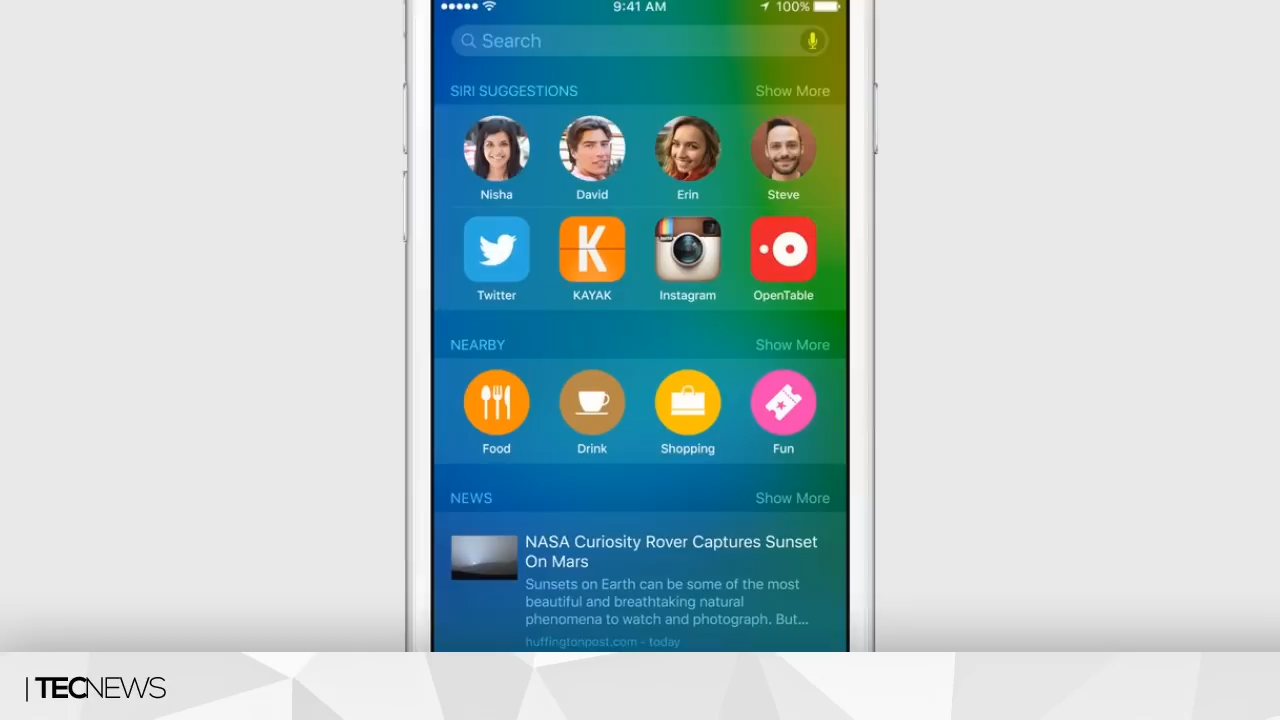 9:41 AM
100%
Search
SIRI SUGGESTIONS
Show More
Nisha
David
Erin
Steve
K
Twitter
KAYAK
Instagram
OpenTable
NEARBY
Show More
Food
Drink
Shopping
Fun
NEWS
Show More
NASA Curiosity Rover Captures Sunset
On Mars
Sunsets on Earth can be some of the most
beautiful and breathtaking natural
phenomena to watch and photograph. But...
huffingtonpost.com - today
| TECNEWS